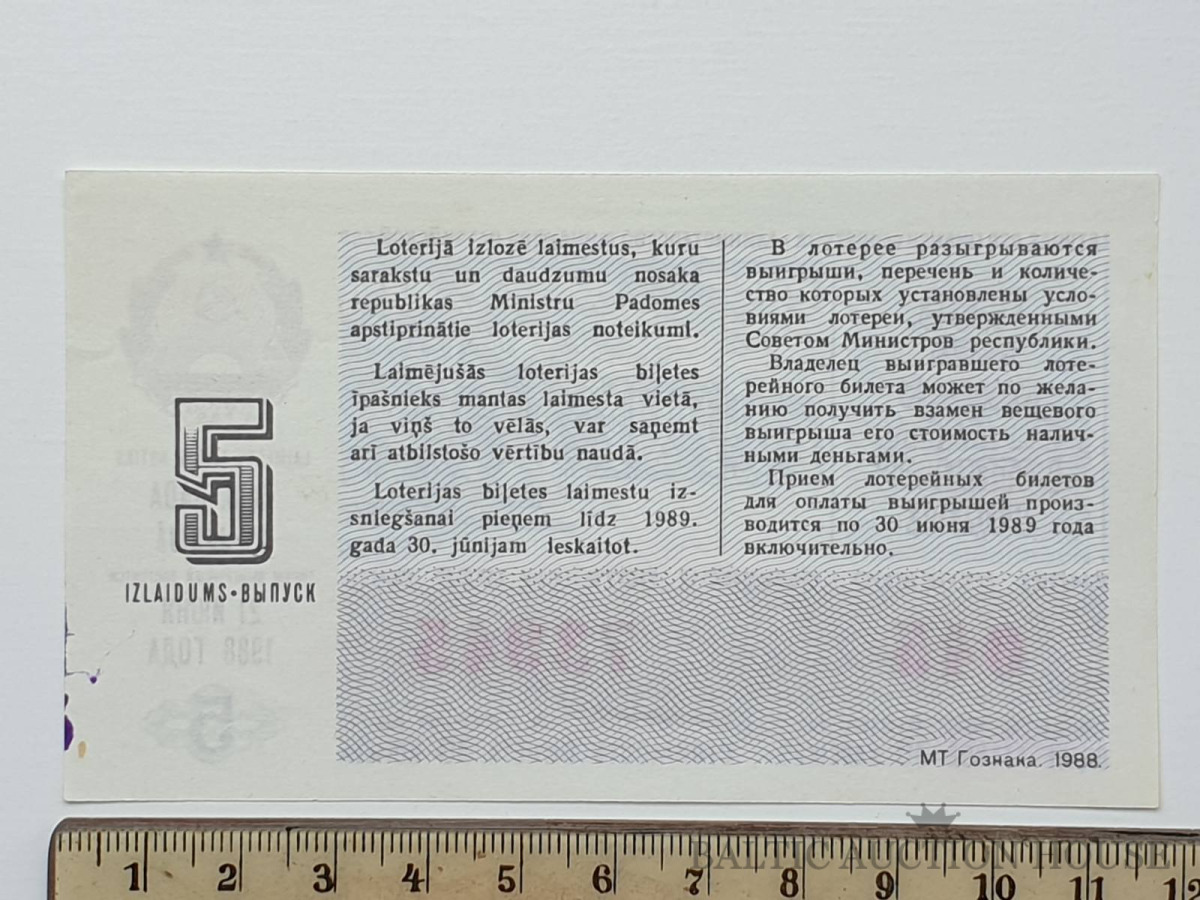 Loterijā izlozē laimestus, kuru
sarakstu un daudzumu nosaka
republikas Ministru Padomes
apstiprinātie loterijas noteikumi.
Laimējušās loterijas biļetes
īpašnieks mantas laimesta vietā,
ja viņš to vēlās, var saņemt
arī atbilstošo vērtību naudā.
Loterijas biļetes laimestu iz-
sniegšanai pieņem līdz 1989.
gada 30. jūnijam ieskaitot.
В лотерее разыгрываются
выигрыши, перечень и количе-
ство которых установлены усло-
виями лотереи, утвержденными
Советом Министров республики.
Владелец выигравшего лоте-
рейного билета может по жела-
нию получить взамен вещевого
выигрыша его стоимость налич-
ными деньгами.
Прием лотерейных билетов
для оплаты выигрышей произ-
водится по 30 июня 1989 года
включительно.
5
IZLAIDUMS•ВЫПУСК
21 ИЮНЯ
1988 ГОДА
5
МТ Гознака. 1988.
BALTIC AUCTION HOUSE
1 2 3 4 5 6 7 8 9 10 11 12